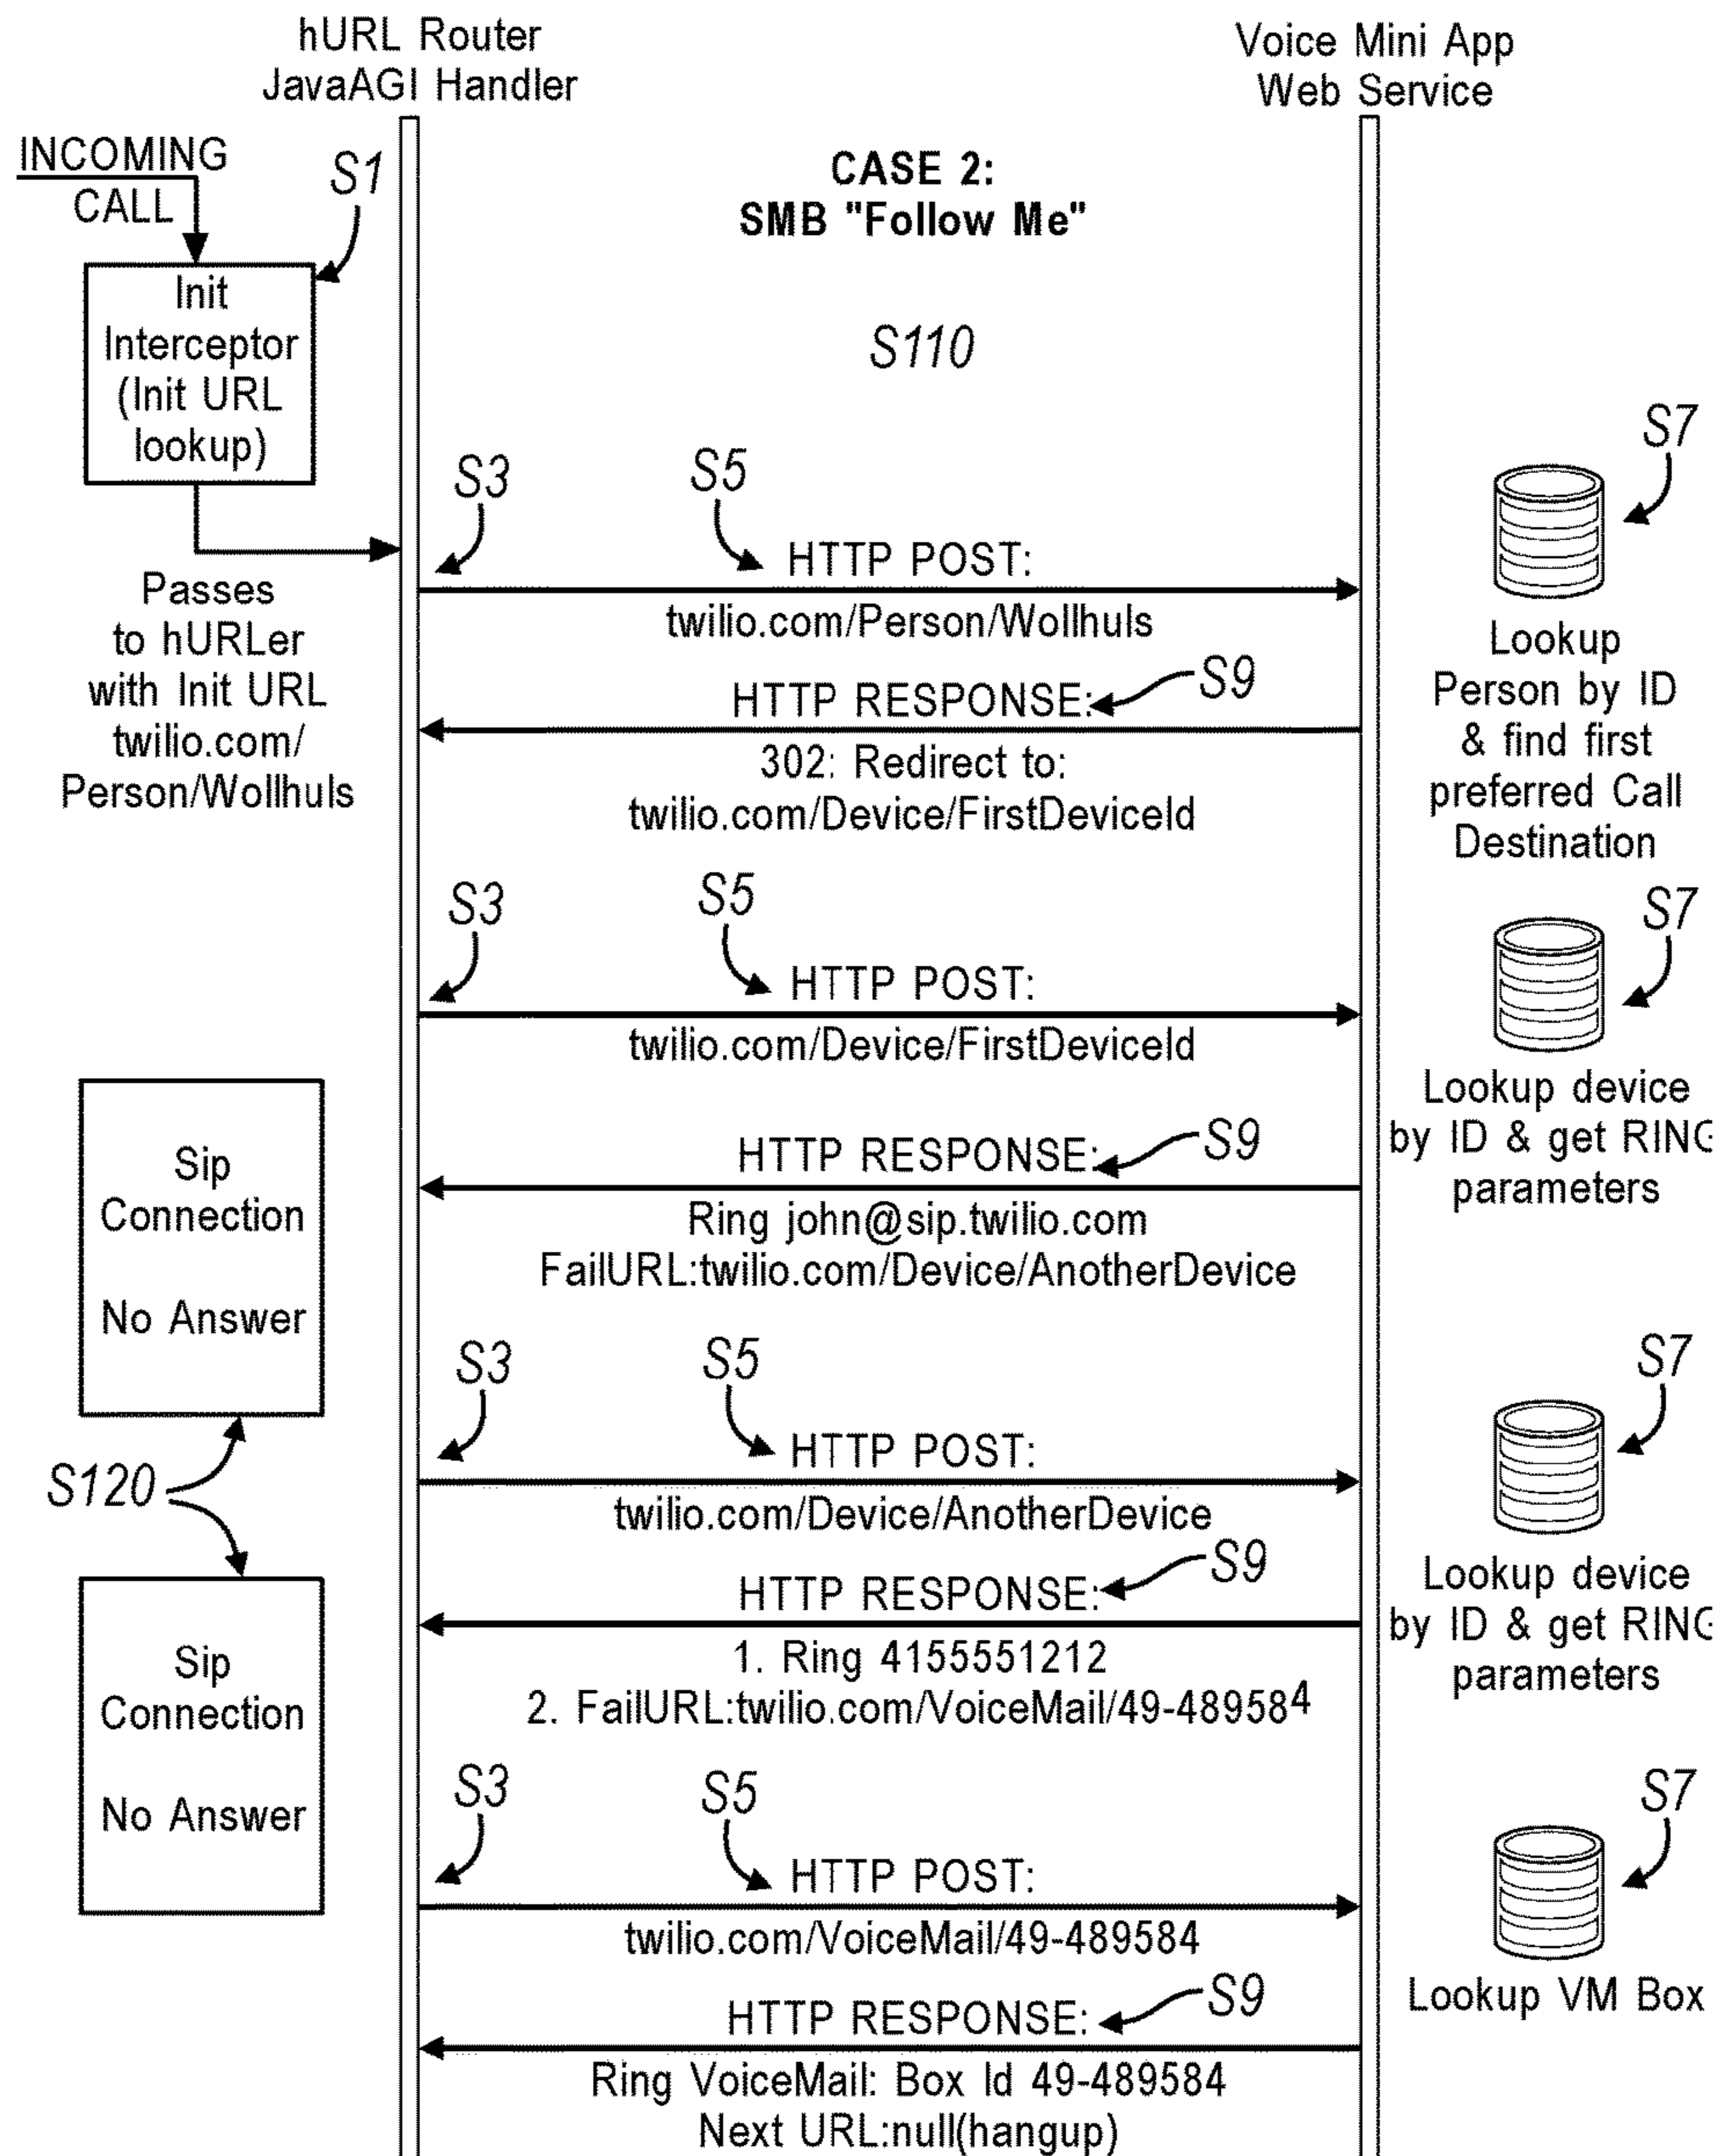 hURL Router
JavaAGI Handler
Voice Mini App
Web Service
INCOMING
CALL
S1
CASE 2:
SMB "Follow Me"
Init
Interceptor
(Init URL
lookup)
S110
S7
S3
S5
HTTP POST:
twilio.com/Person/Wollhuls
Passes
to hURLer
with Init URL
twilio.com/
Person/Wollhuls
Lookup
Person by ID
& find first
preferred Call
Destination
HTTP RESPONSE:
S9
302: Redirect to:
twilio.com/Device/FirstDeviceId
S3
S5
S7
HTTP POST:
twilio.com/Device/FirstDeviceId
Lookup device
by ID & get RING
parameters
Sip
Connection
No Answer
HTTP RESPONSE:
S9
Ring john@sip.twilio.com
FailURL:twilio.com/Device/AnotherDevice
S3
S5
S7
HTTP POST:
twilio.com/Device/AnotherDevice
S120
Lookup device
by ID & get RING
parameters
HTTP RESPONSE:
S9
1. Ring 4155551212
2. FailURL:twilio.com/VoiceMail/49-489584
Sip
Connection
No Answer
S3
S5
S7
HTTP POST:
twilio.com/VoiceMail/49-489584
Lookup VM Box
HTTP RESPONSE:
S9
Ring VoiceMail: Box Id 49-489584
Next URL:null(hangup)